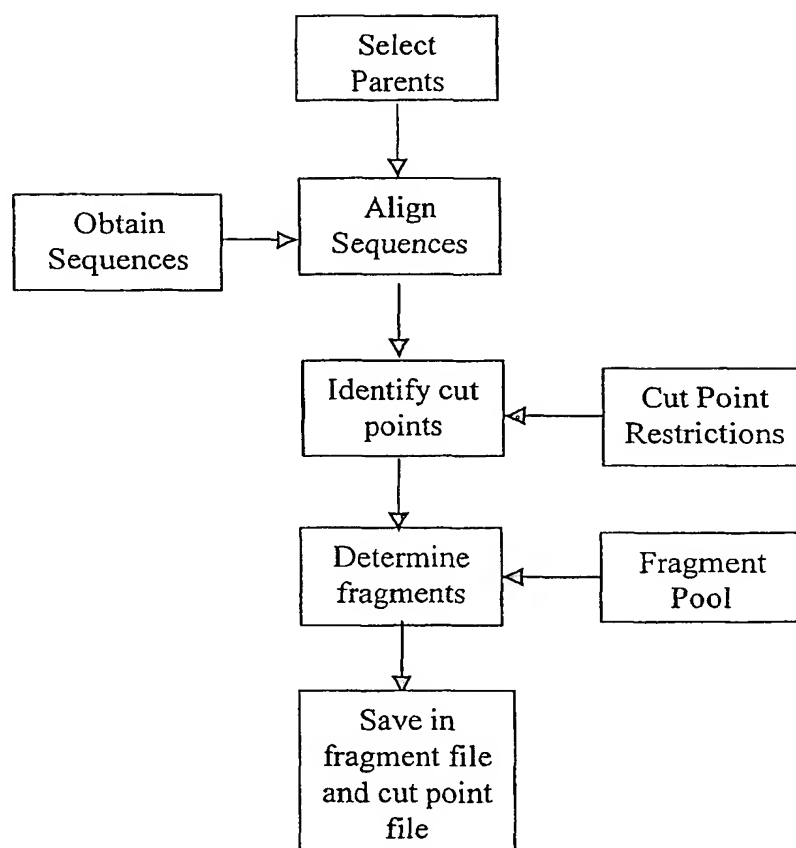 Select
Parents
Obtain
Sequences
Align
Sequences
Identify cut
points
Cut Point
Restrictions
Determine
fragments
Fragment
Pool
Save in
fragment file
and cut point
file